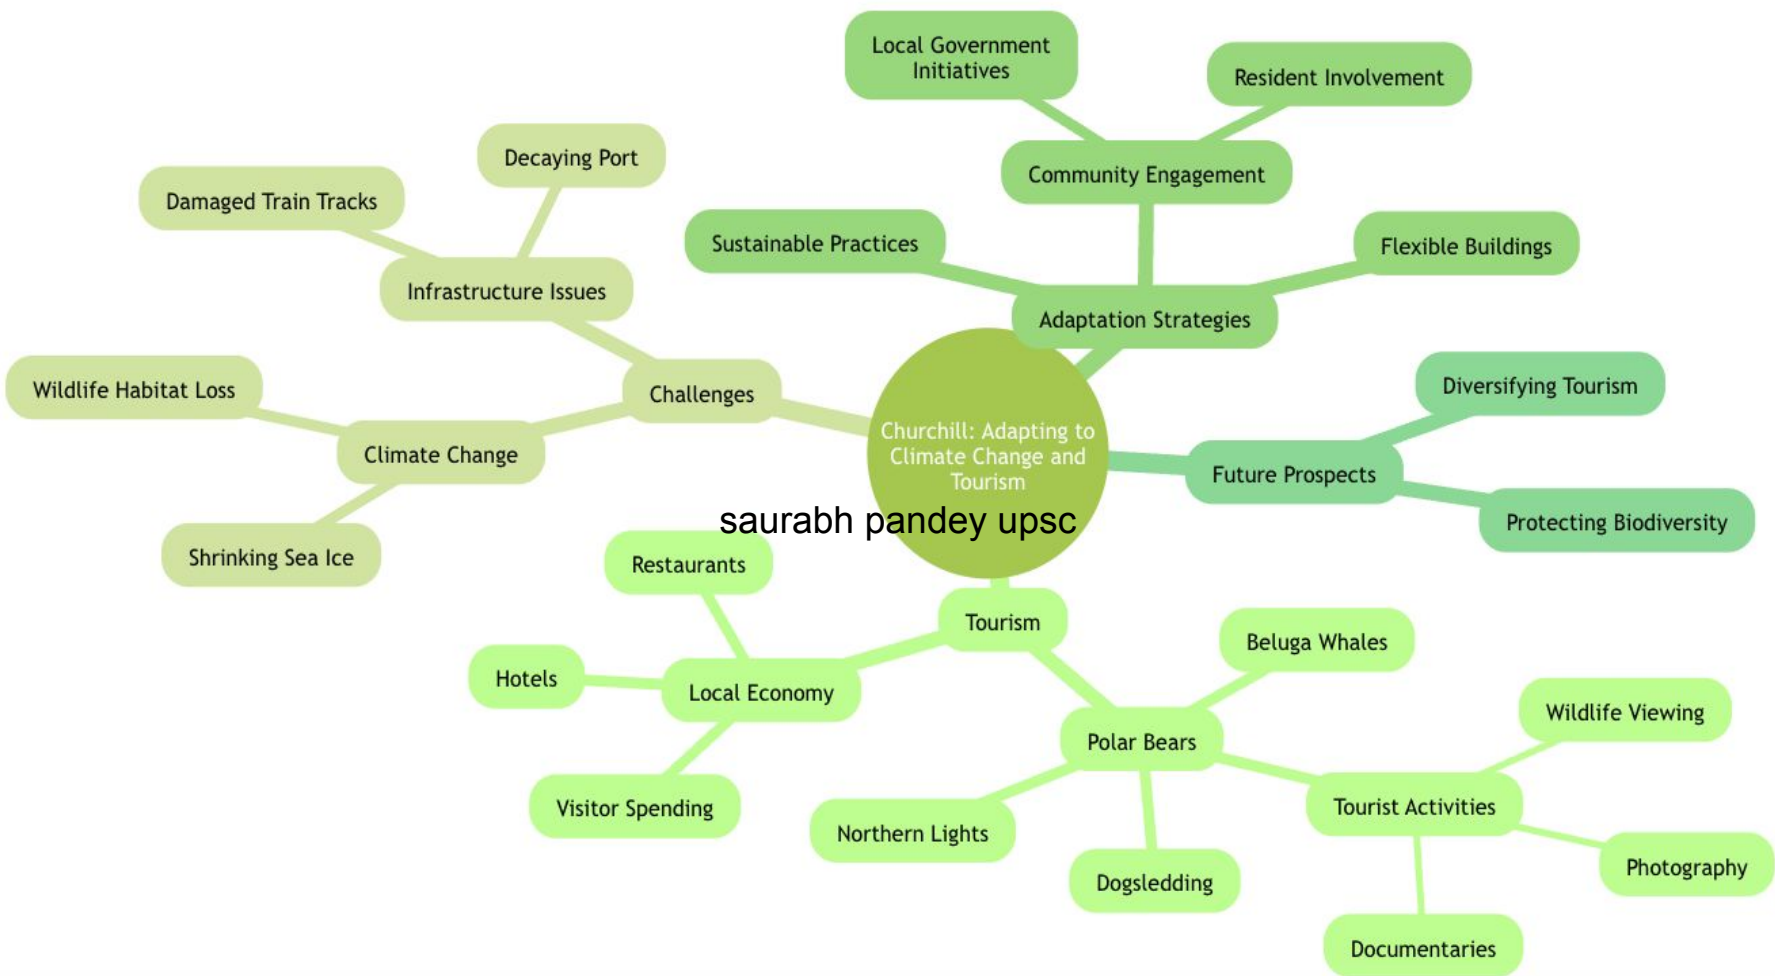 Local Government
Initiatives
Resident Involvement
Decaying Port
Community Engagement
Damaged Train Tracks
Sustainable Practices
Flexible Buildings
Infrastructure Issues
Adaptation Strategies
Wildlife Habitat Loss
Challenges
Diversifying Tourism
Churchill: Adapting to
Climate Change and
Tourism
Climate Change
Future Prospects
saurabh pandey upsc
Protecting Biodiversity
Shrinking Sea Ice
Restaurants
Tourism
Beluga Whales
Hotels
Local Economy
Wildlife Viewing
Polar Bears
Visitor Spending
Tourist Activities
Northern Lights
Photography
Dogsledding
Documentaries